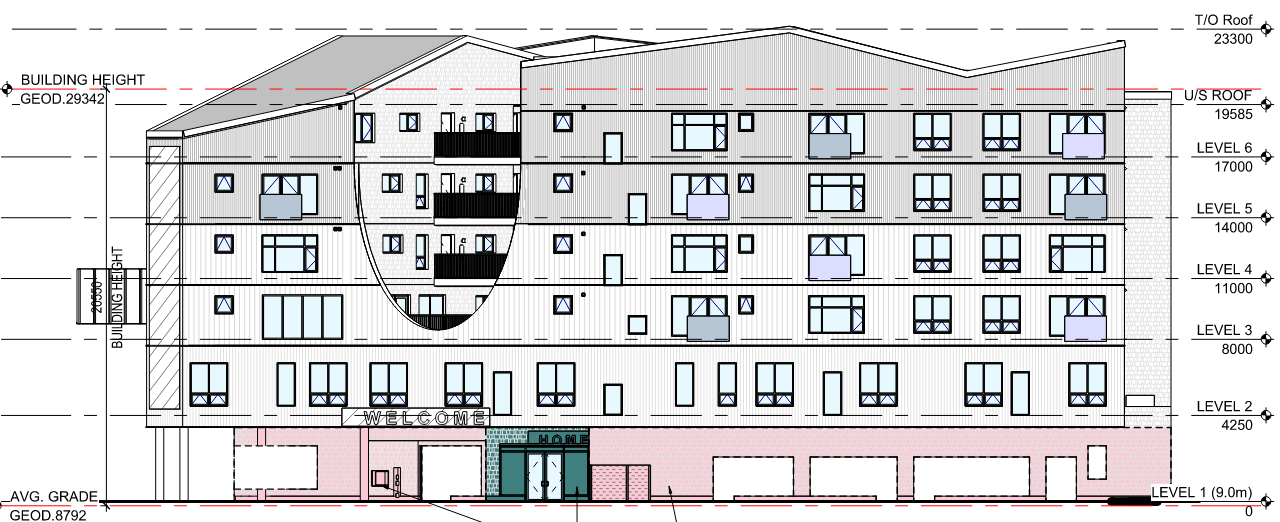 T/O Roof
23300
BUILDING HEIGHT
GEOD.29342
U/S ROOF
19585
LEVEL 6
17000
LEVEL 5
14000
LEVEL 4
11000
20550
BUILDING HEIGHT
LEVEL 3
8000
LEVEL 2
4250
WELCOME
HOME
AVG. GRADE
GEOD.8792
LEVEL 1 (9.0m)
0